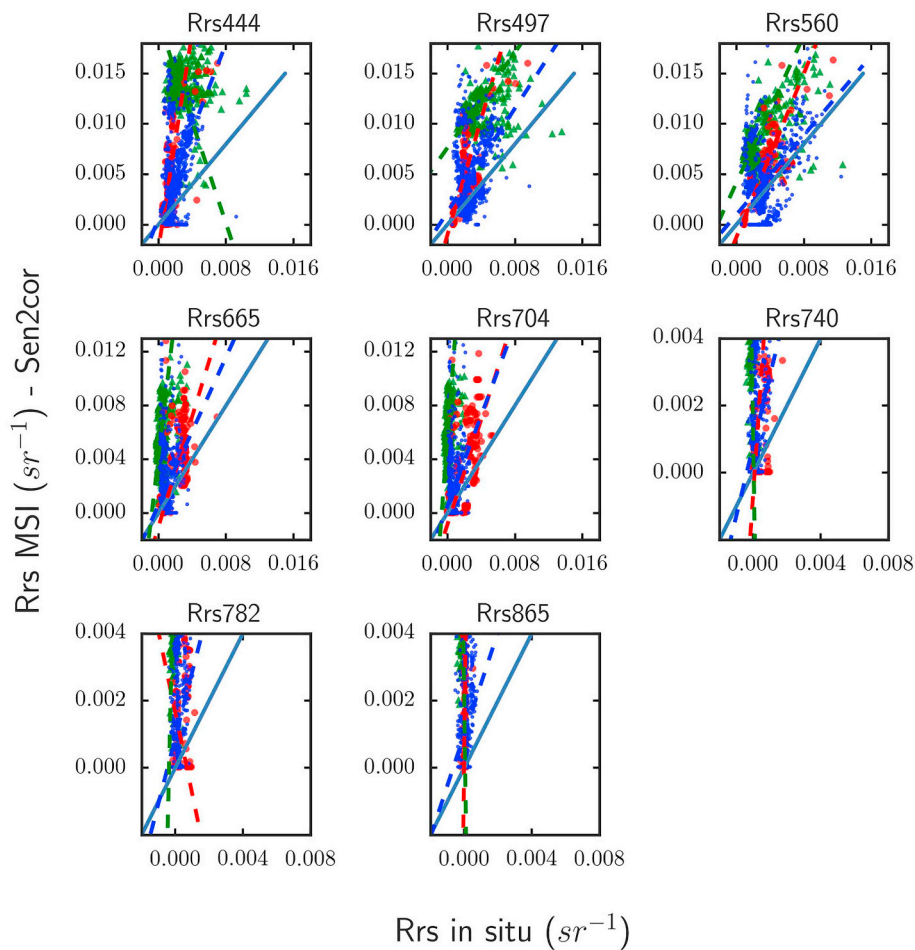 Rrs444 Rrs497 Rrs560
0.015 0.015 0.015
0.010 0.010 0.010
0.005 0.005 0.005
0.000 0.000 0.000
0.000 0.008 0.016 0.000 0.008 0.016 0.000 0.008 0.016
Rrs MSI (sr⁻¹) - Sen2cor
Rrs665 Rrs704 Rrs740
0.012 0.012 0.004
0.008 0.008 0.002
0.004 0.004 0.000
0.000 0.000
0.000 0.008 0.016 0.000 0.008 0.016 0.000 0.004 0.008
Rrs782 Rrs865
0.004 0.004
0.002 0.002
0.000 0.000
0.000 0.004 0.008 0.000 0.004 0.008
Rrs in situ (sr⁻¹)